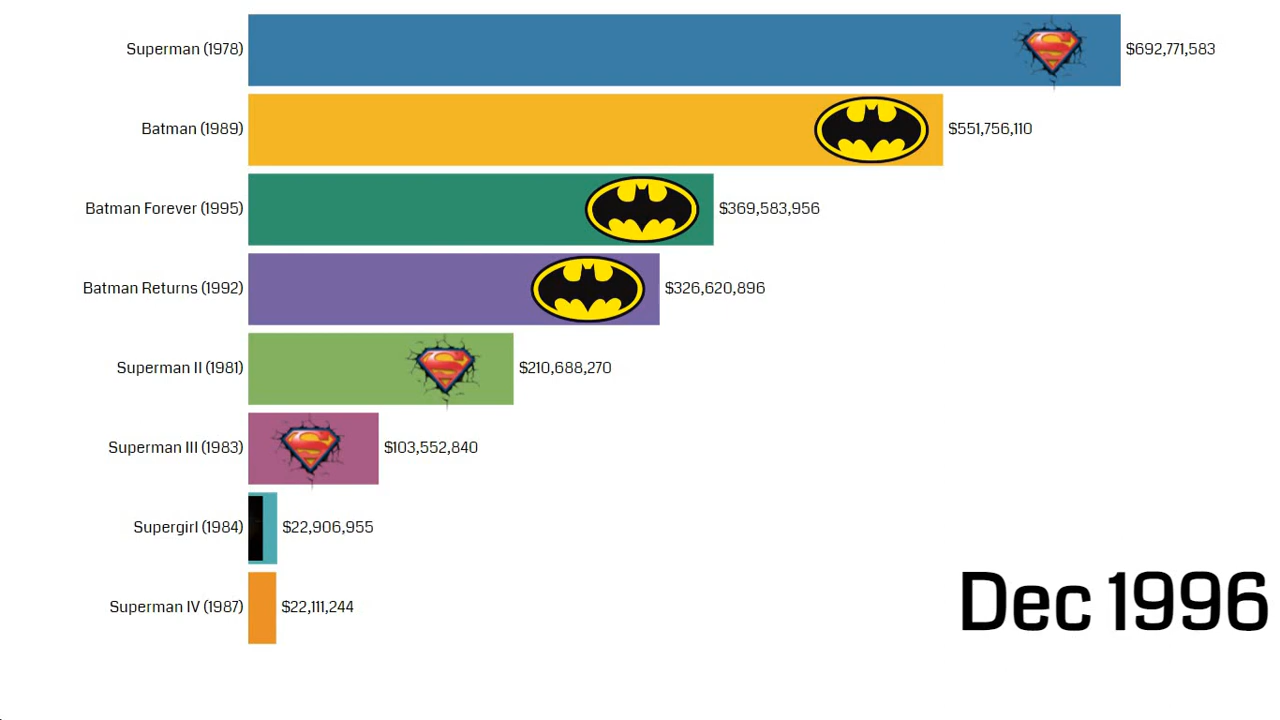 Superman (1978) $692,771,583
Batman (1989) $551,756,110
Batman Forever (1995) $369,583,956
Batman Returns (1992) $326,620,896
Superman II (1981) $210,688,270
Superman III (1983) $103,552,840
Supergirl (1984) $22,906,955
Superman IV (1987) $22,111,244
Dec 1996